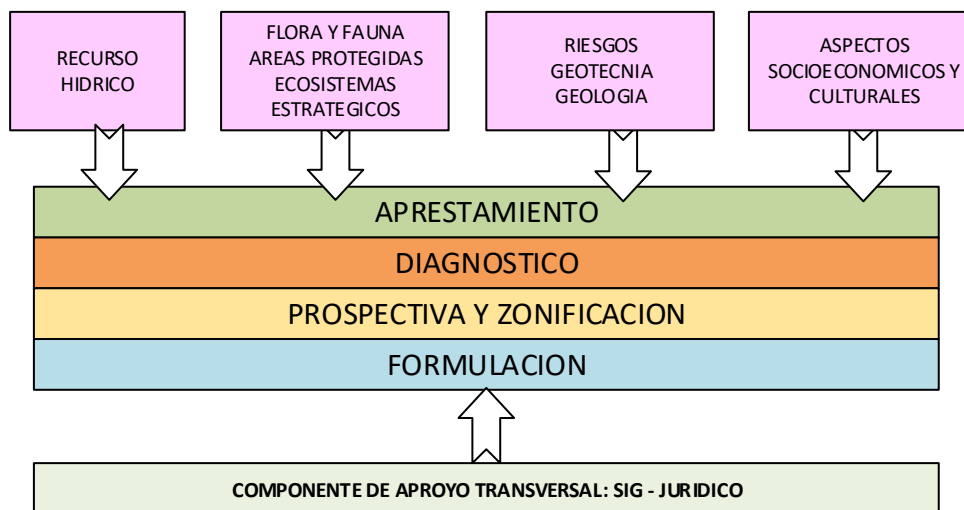 RECURSO
HIDRICO
FLORA Y FAUNA
AREAS PROTEGIDAS
ECOSISTEMAS
ESTRATEGICOS
RIESGOS
GEOTECNIA
GEOLOGIA
ASPECTOS
SOCIOECONOMICOS Y
CULTURALES
APRESTAMIENTO
DIAGNOSTICO
PROSPECTIVA Y ZONIFICACION
FORMULACION
COMPONENTE DE APOYO TRANSVERSAL: SIG - JURIDICO